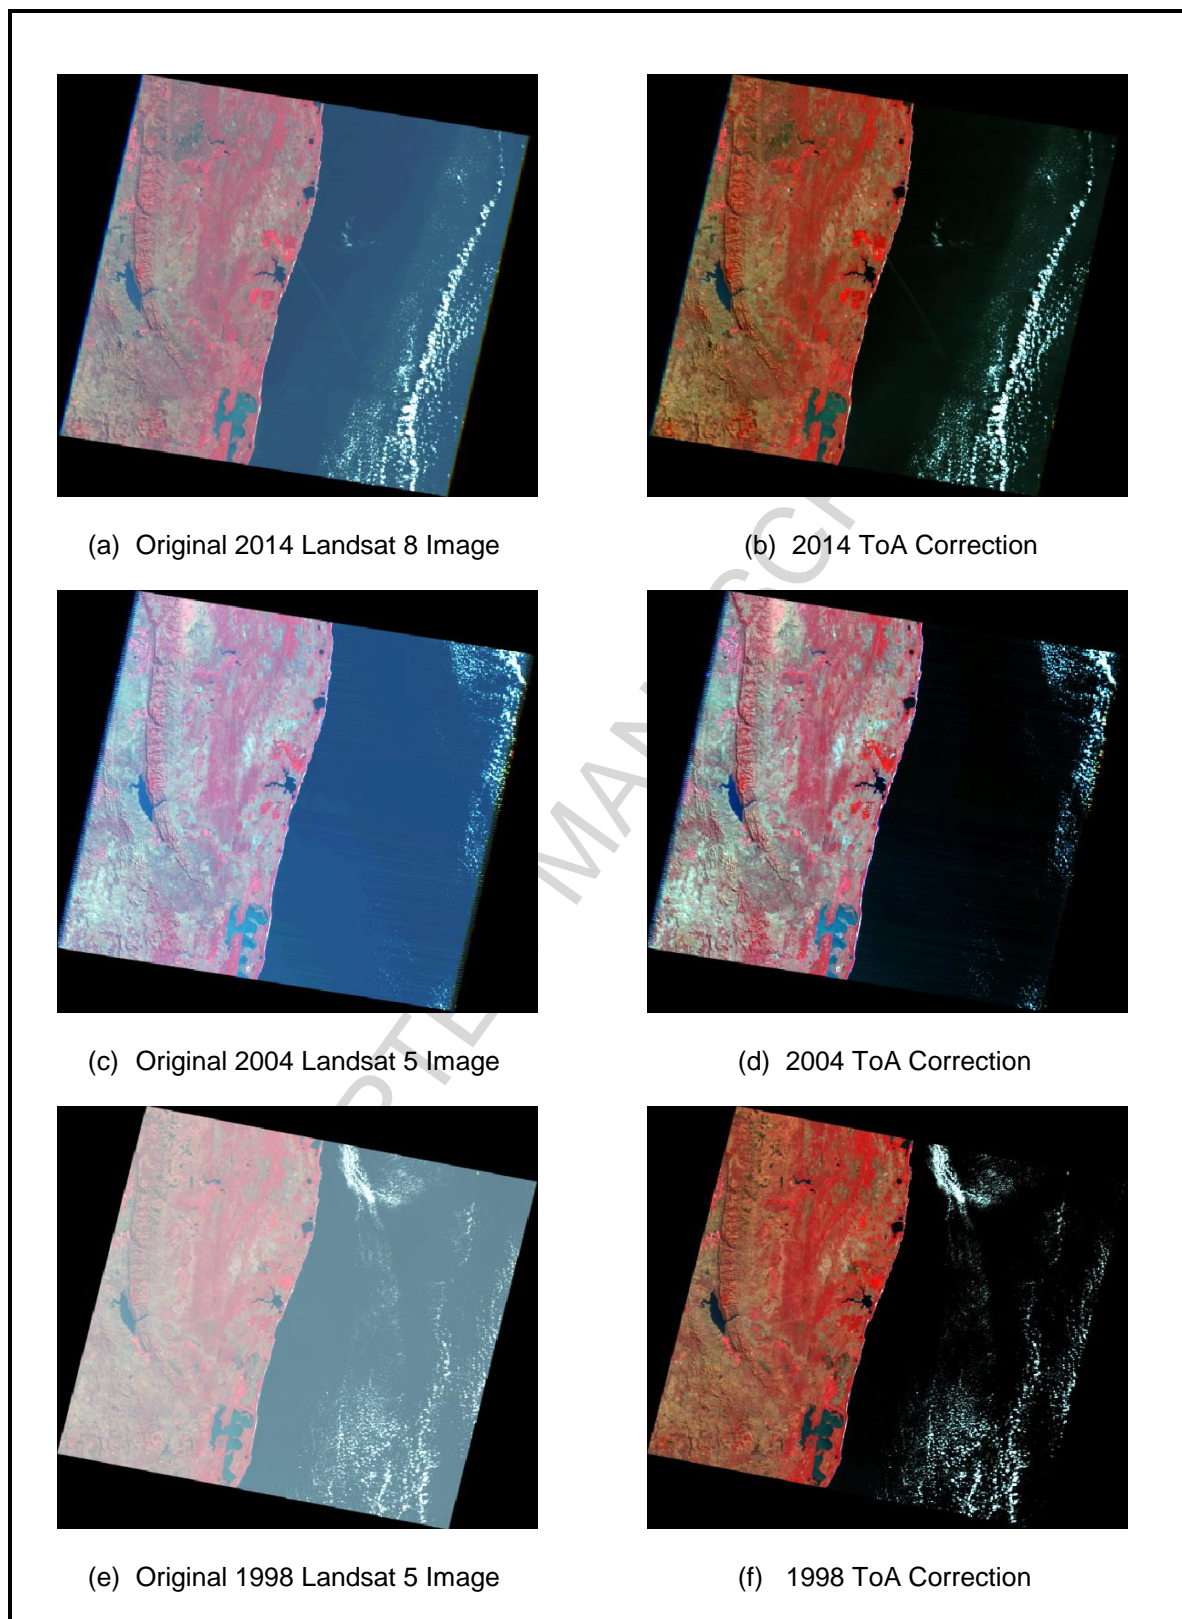 (a) Original 2014 Landsat 8 Image
(b) 2014 ToA Correction
(c) Original 2004 Landsat 5 Image
(d) 2004 ToA Correction
(e) Original 1998 Landsat 5 Image
(f) 1998 ToA Correction